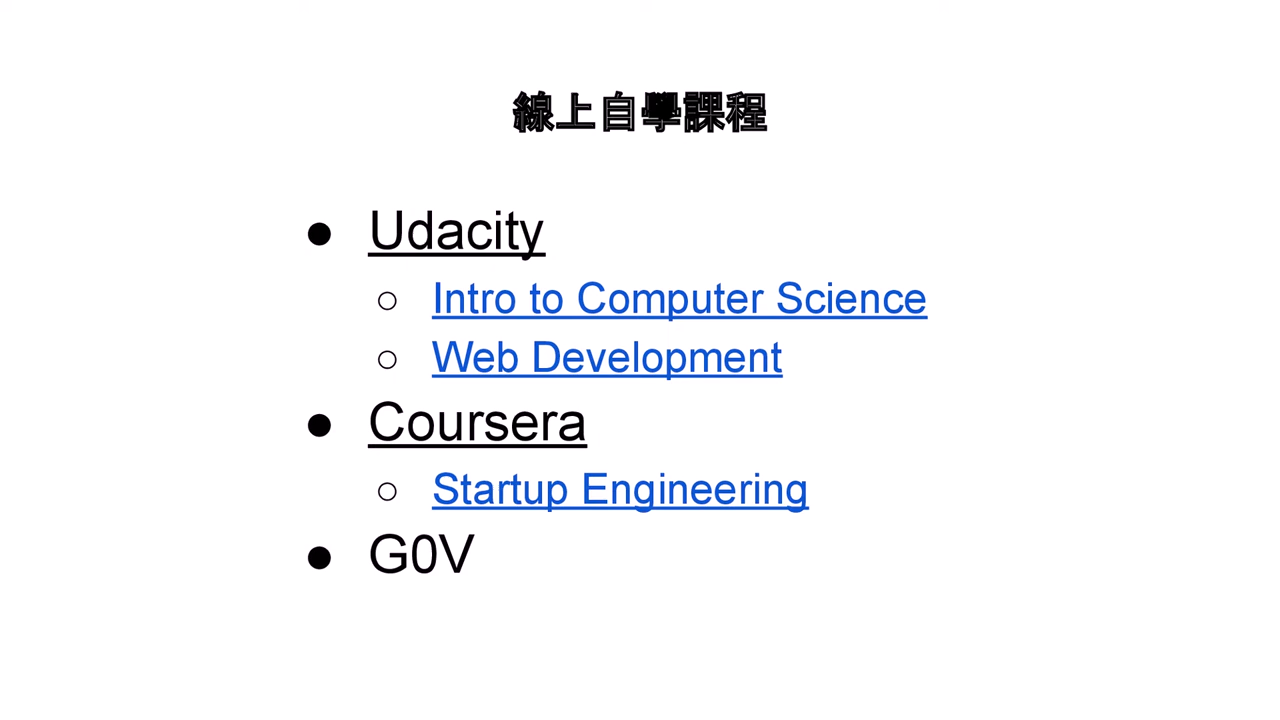 線上自學課程
● Udacity
○ Intro to Computer Science
○ Web Development
● Coursera
○ Startup Engineering
● G0V